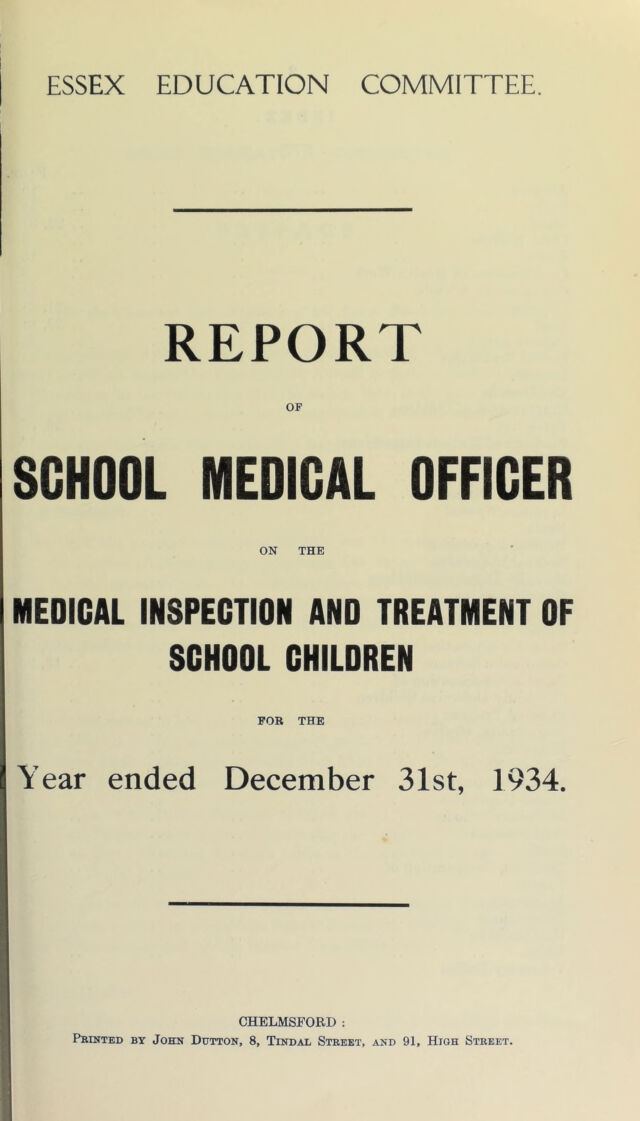 ESSEX EDUCATION COMMITTEE.
REPORT
OF
SCHOOL MEDICAL OFFICER
ON THE
MEDICAL INSPECTION AND TREATMENT OF
SCHOOL CHILDREN
FOR THE
Year ended December 31st, 1934.
CHELMSFORD :
PRINTED BY JOHN DUTTON, 8, TINDAL STREET, AND 91, HIGH STREET.